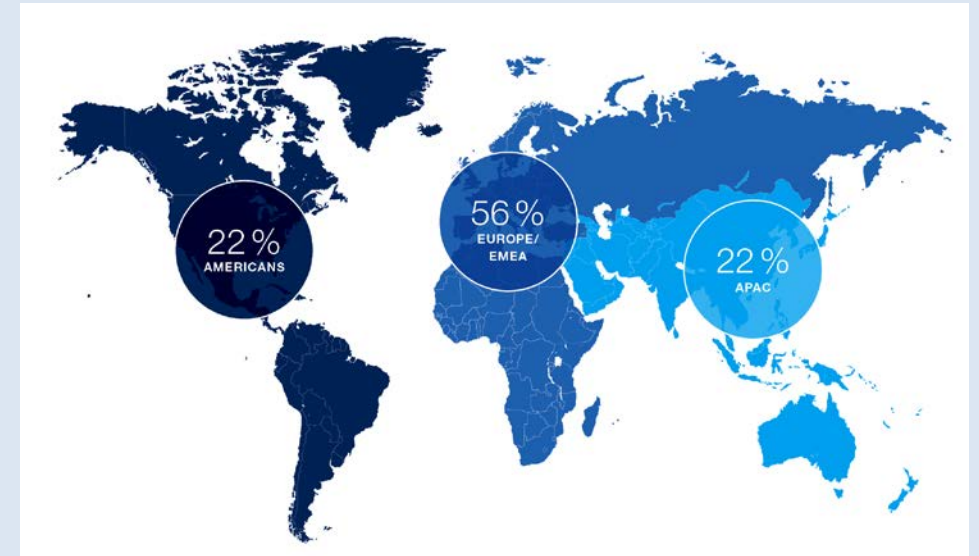 22 %
AMERICANS
56 %
EUROPE/
EMEA
22 %
APAC